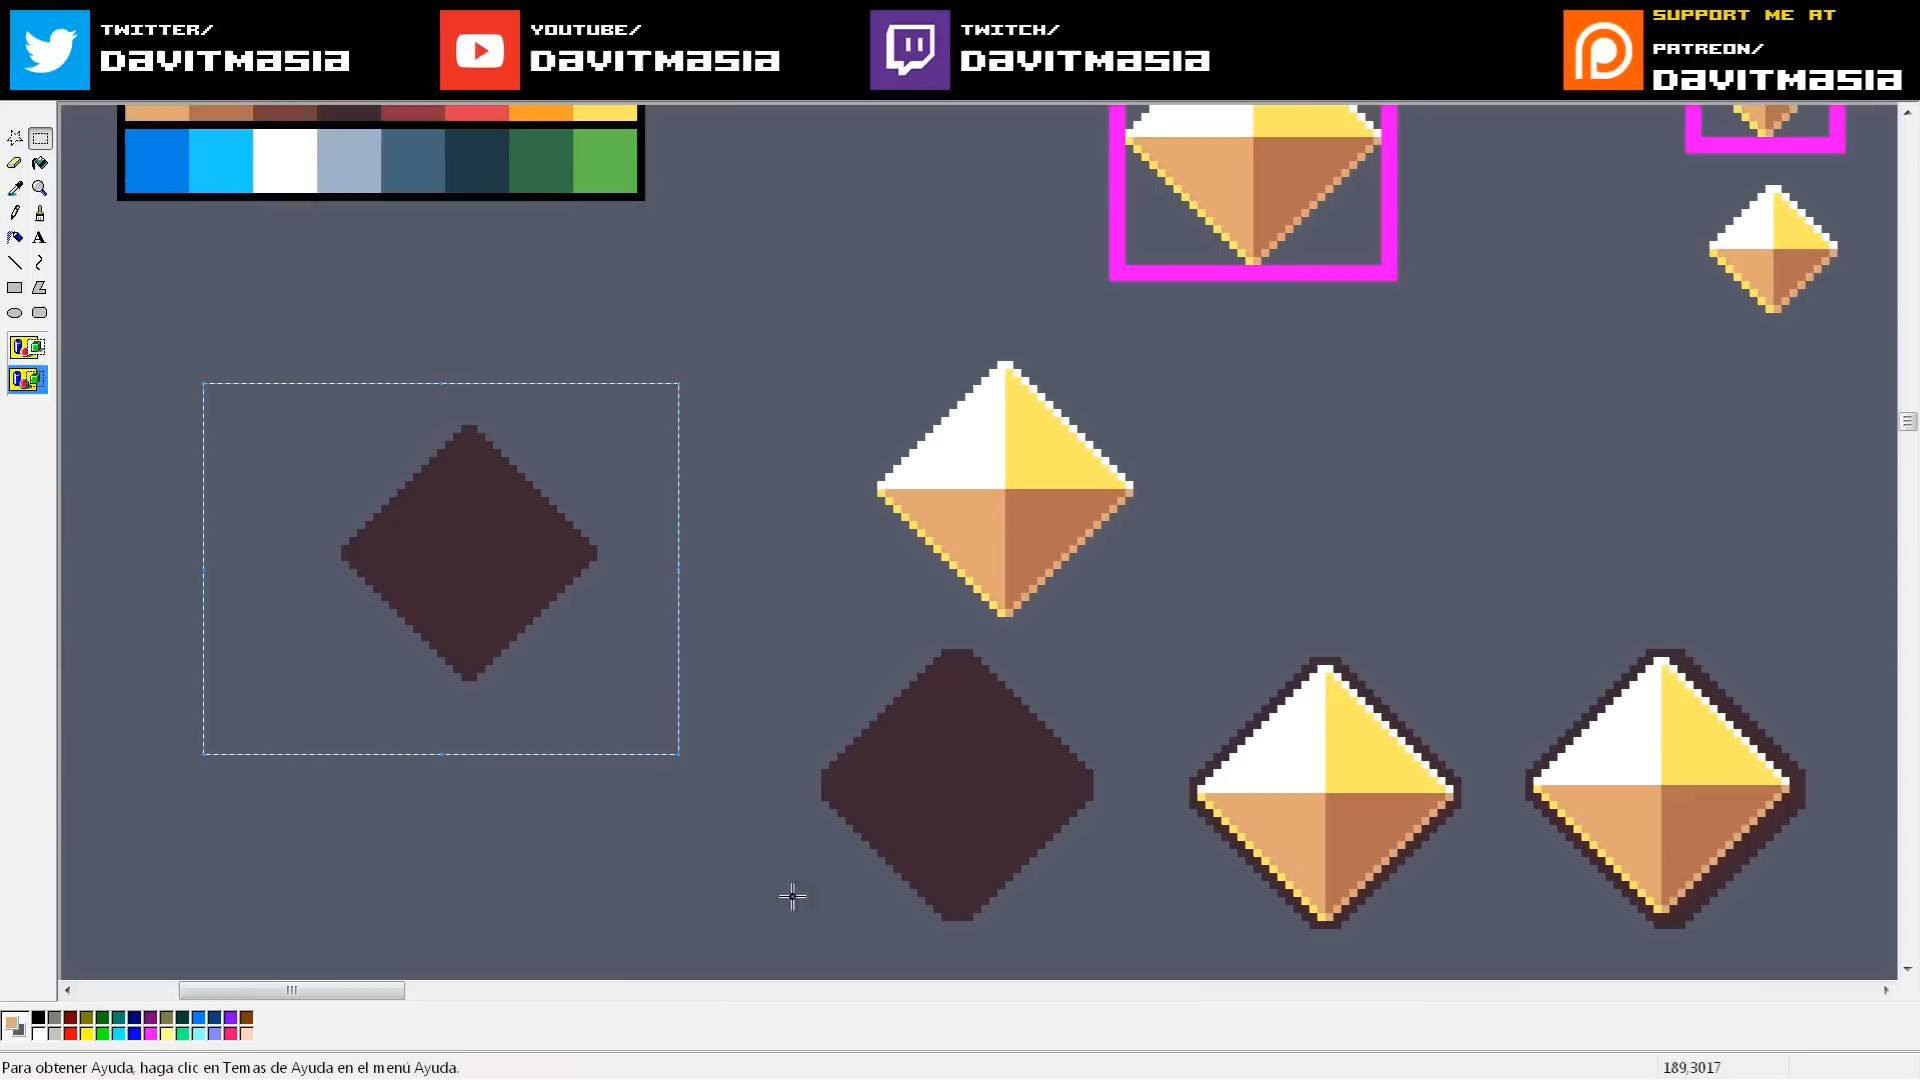 TWITTER/
DAVITMASIA
YOUTUBE/
DAVITMASIA
TWITCH/
DAVITMASIA
SUPPORT ME AT
PATREON/
DAVITMASIA
A
Para obtener Ayuda, haga clic en Temas de Ayuda en el menú Ayuda.
189,3017